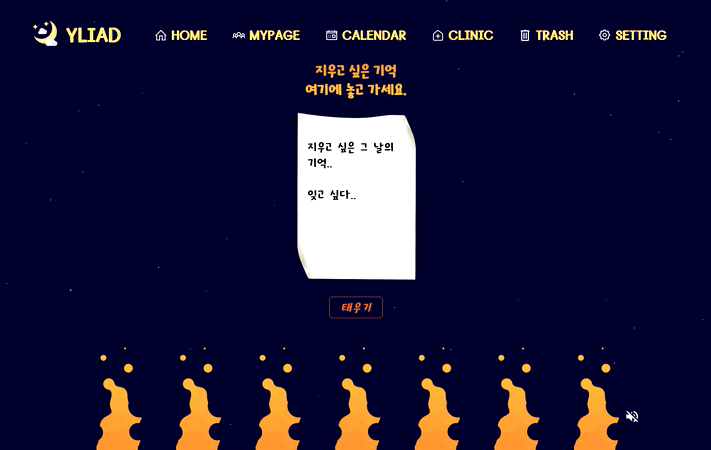 YLIAD HOME MYPAGE CALENDAR CLINIC TRASH SETTING
지우고 싶은 기억
여기에 놓고 가세요.
지우고 싶은 그 날의
기억..
잊고 싶다..
태우기